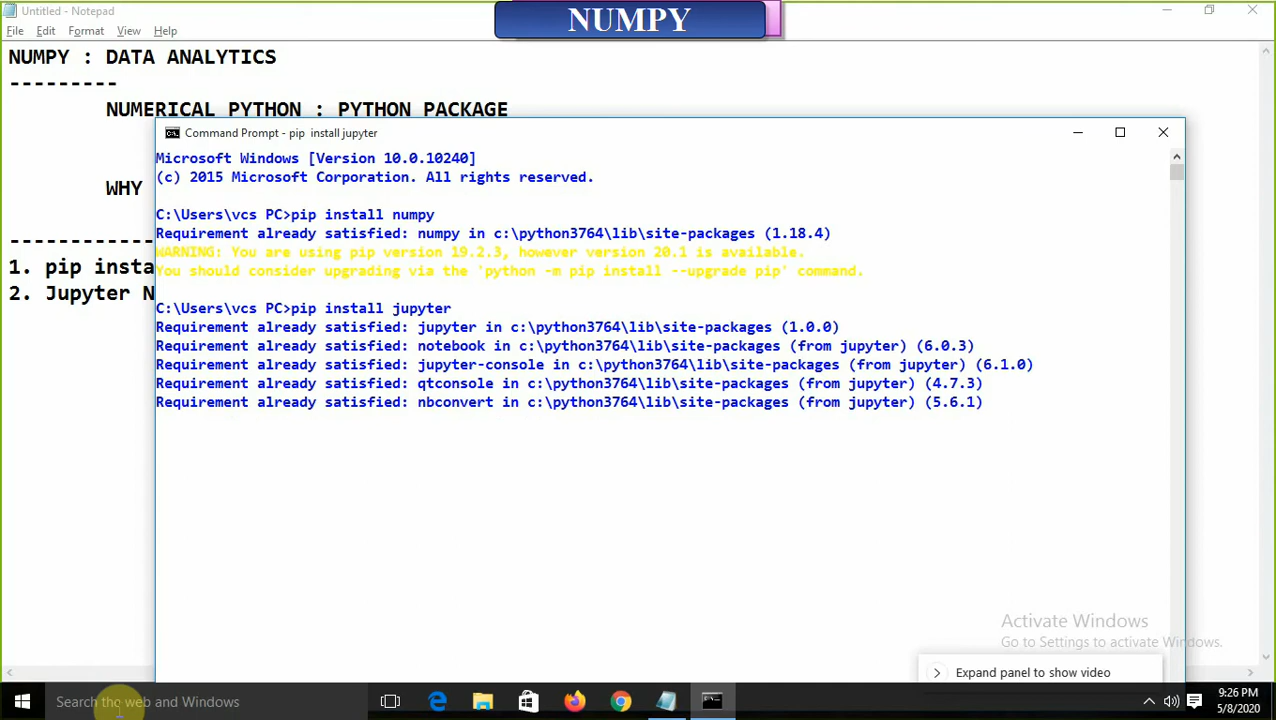 Untitled - Notepad
NUMPY
File Edit Format View Help
NUMPY : DATA ANALYTICS
---------
NUMERICAL PYTHON : PYTHON PACKAGE
WHY
1. pip insta
2. Jupyter N
Command Prompt - pip install jupyter
Microsoft Windows [Version 10.0.10240]
(c) 2015 Microsoft Corporation. All rights reserved.
C:\Users\vcs PC>pip install numpy
Requirement already satisfied: numpy in c:\python3764\lib\site-packages (1.18.4)
WARNING: You are using pip version 19.2.3, however version 20.1 is available.
You should consider upgrading via the 'python -m pip install --upgrade pip' command.
C:\Users\vcs PC>pip install jupyter
Requirement already satisfied: jupyter in c:\python3764\lib\site-packages (1.0.0)
Requirement already satisfied: notebook in c:\python3764\lib\site-packages (from jupyter) (6.0.3)
Requirement already satisfied: jupyter-console in c:\python3764\lib\site-packages (from jupyter) (6.1.0)
Requirement already satisfied: qtconsole in c:\python3764\lib\site-packages (from jupyter) (4.7.3)
Requirement already satisfied: nbconvert in c:\python3764\lib\site-packages (from jupyter) (5.6.1)
Activate Windows
Go to Settings to activate Windows.
Expand panel to show video
Search the web and Windows
9:26 PM
5/8/2020